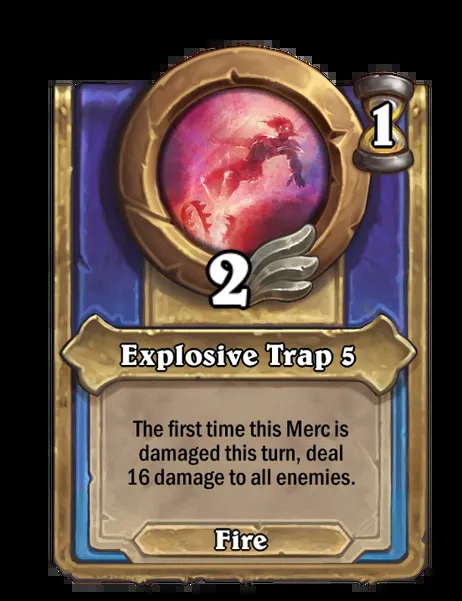 1
2
Explosive Trap 5
The first time this Merc is
damaged this turn, deal
16 damage to all enemies.
Fire